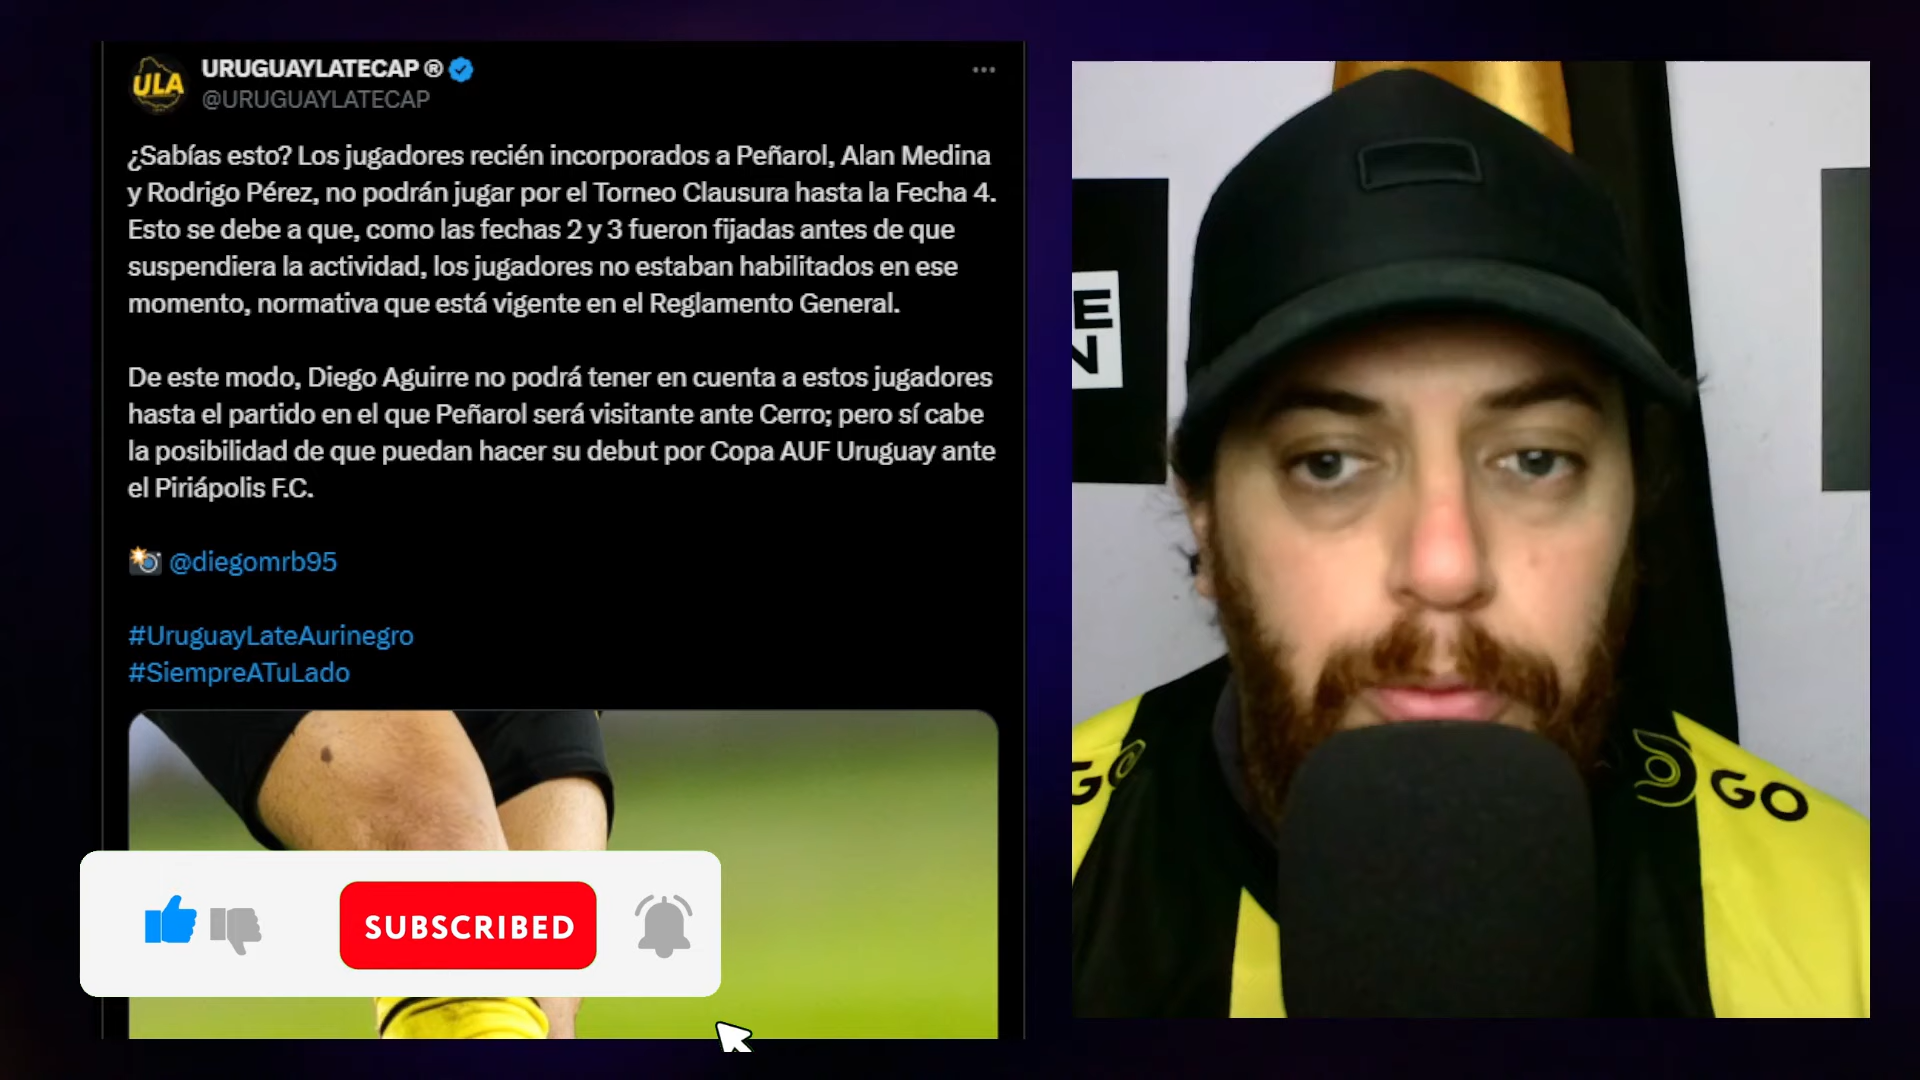 ULA
URUGUAYLATECAP ®
@URUGUAYLATECAP
¿Sabías esto? Los jugadores recién incorporados a Peñarol, Alan Medina
y Rodrigo Pérez, no podrán jugar por el Torneo Clausura hasta la Fecha 4.
Esto se debe a que, como las fechas 2 y 3 fueron fijadas antes de que
suspendiera la actividad, los jugadores no estaban habilitados en ese
momento, normativa que está vigente en el Reglamento General.
De este modo, Diego Aguirre no podrá tener en cuenta a estos jugadores
hasta el partido en el que Peñarol será visitante ante Cerro; pero sí cabe
la posibilidad de que puedan hacer su debut por Copa AUF Uruguay ante
el Piriápolis F.C.
@diegomrb95
#UruguayLateAurinegro
#SiempreATuLado
SUBSCRIBED
E
N
GO
GO